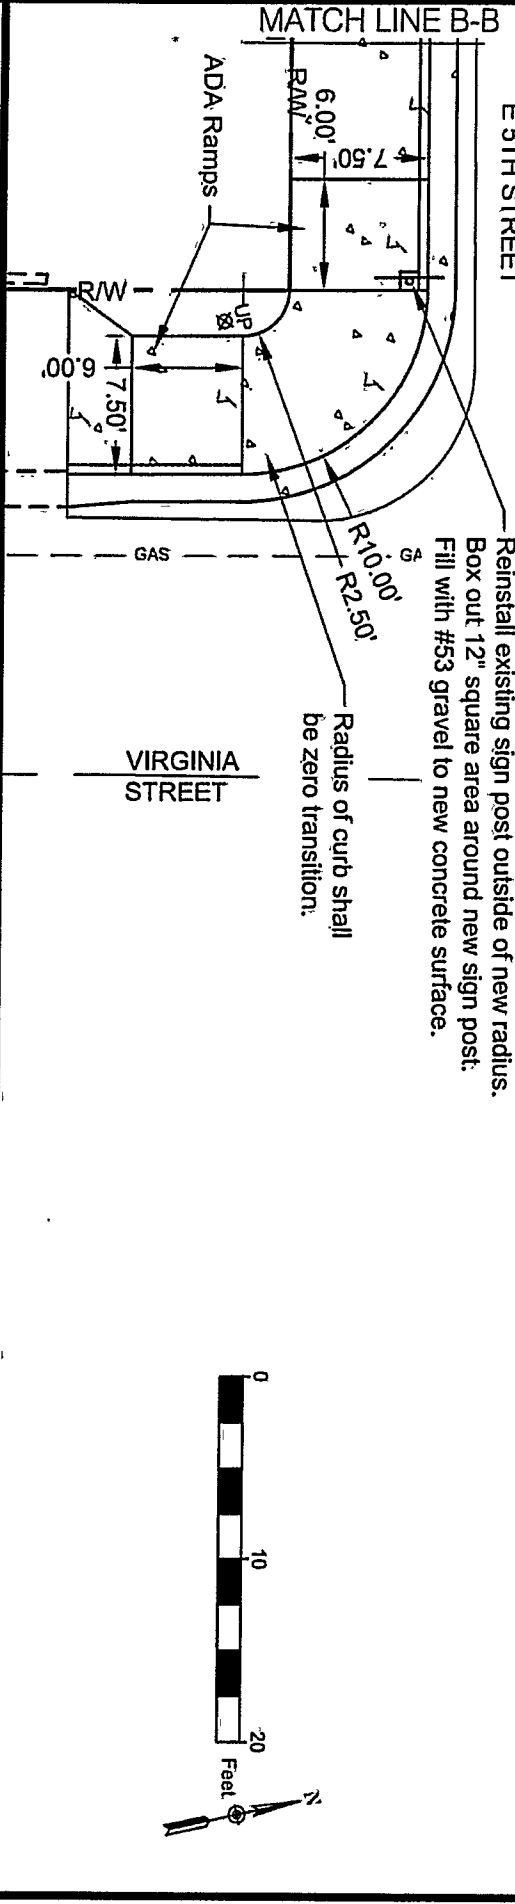 MATCH LINE B-B
E 5TH STREET
Reinstall existing sign post outside of new radius.
Box out 12" square area around new sign post.
Fill with #53 gravel to new concrete surface.
ADA Ramps
6.00'
R/W
7.50'
R/W
UP
6.00'
7.50'
R10.00'
R2.50'
GAS
GA
Radius of curb shall
be zero transition.
VIRGINIA
STREET
0
10
20
Feet
N